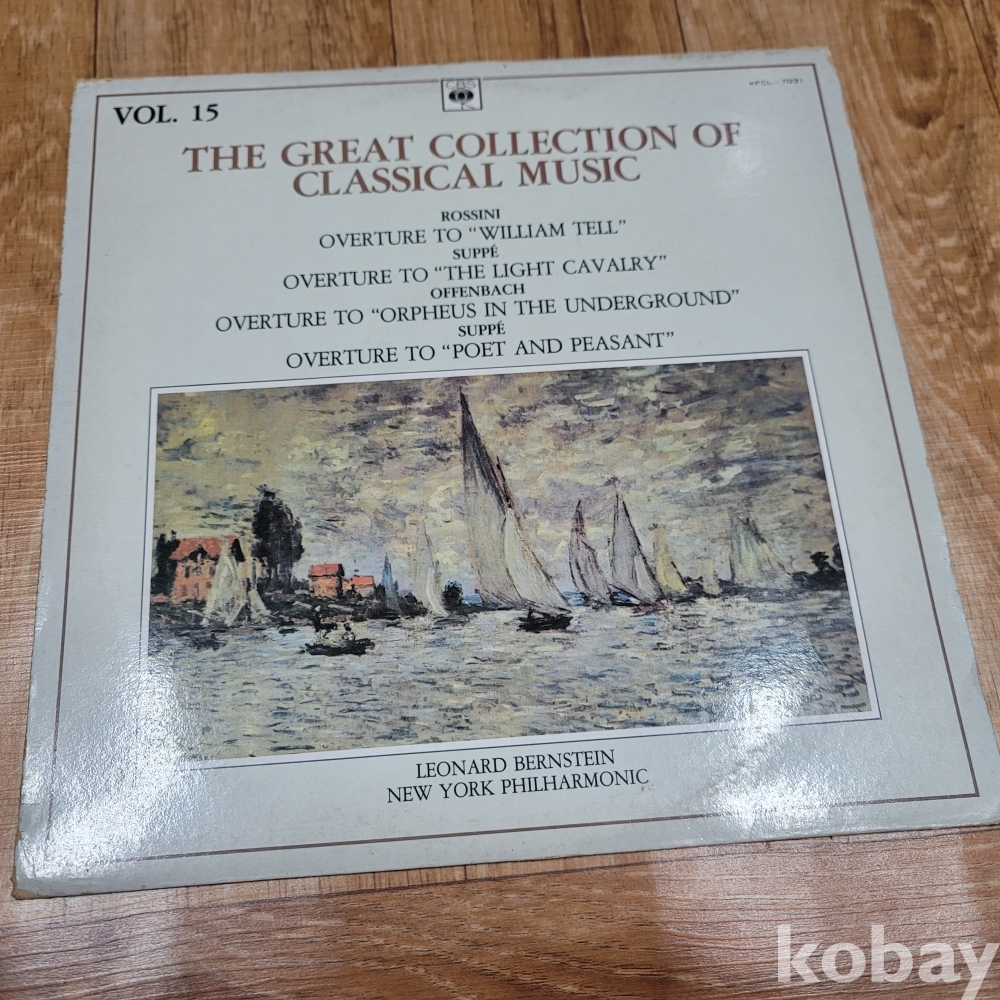 VOL. 15
CBS
THE GREAT COLLECTION OF
CLASSICAL MUSIC
ROSSINI
OVERTURE TO “WILLIAM TELL”
SUPPÉ
OVERTURE TO “THE LIGHT CAVALRY”
OFFENBACH
OVERTURE TO “ORPHEUS IN THE UNDERGROUND”
SUPPÉ
OVERTURE TO “POET AND PEASANT”
LEONARD BERNSTEIN
NEW YORK PHILHARMONIC
kobay